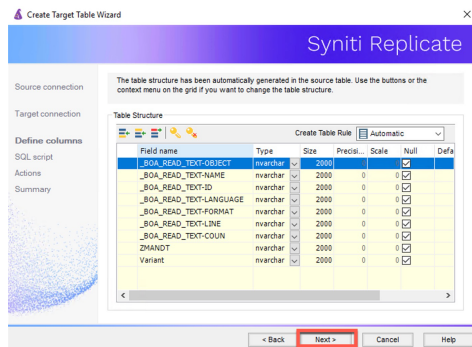 Create Target Table Wizard
Syniti Replicate
Source connection
Target connection
Define columns
SQL script
Actions
Summary
The table structure has been automatically generated in the source table. Use the buttons or the
context menu on the grid if you want to change the table structure.
Table Structure
Create Table Rule Automatic
Field name Type Size Precisi... Scale Null Defa
_BOA_READ_TEXT-OBJECT nvarchar 2000 0 0
_BOA_READ_TEXT-NAME nvarchar 2000 0 0
_BOA_READ_TEXT-ID nvarchar 2000 0 0
_BOA_READ_TEXT-LANGUAGE nvarchar 2000 0 0
_BOA_READ_TEXT-FORMAT nvarchar 2000 0 0
_BOA_READ_TEXT-LINE nvarchar 2000 0 0
_BOA_READ_TEXT-COUN nvarchar 2000 0 0
ZMANDT nvarchar 2000 0 0
Variant nvarchar 2000 0 0
< Back Next > Cancel Help